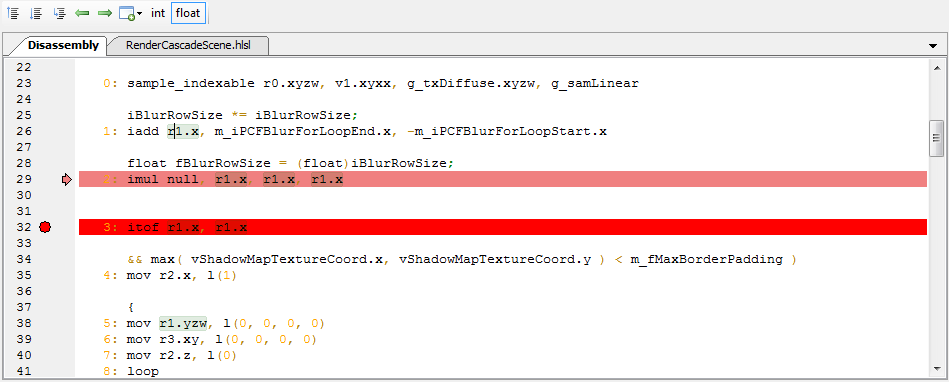 int float
Disassembly RenderCascadeScene.hlsl
22
23 0: sample_indexable r0.xyzw, v1.xyxx, g_txDiffuse.xyzw, g_samLinear
24
25 iBlurRowSize *= iBlurRowSize;
26 1: iadd r1.x, m_iPCFBlurForLoopEnd.x, -m_iPCFBlurForLoopStart.x
27
28 float fBlurRowSize = (float)iBlurRowSize;
29 2: imul null, r1.x, r1.x, r1.x
30
31
32 3: itof r1.x, r1.x
33
34 && max( vShadowMapTextureCoord.x, vShadowMapTextureCoord.y ) < m_fMaxBorderPadding )
35 4: mov r2.x, l(1)
36
37 {
38 5: mov r1.yzw, l(0, 0, 0, 0)
39 6: mov r3.xy, l(0, 0, 0, 0)
40 7: mov r2.z, l(0)
41 8: loop